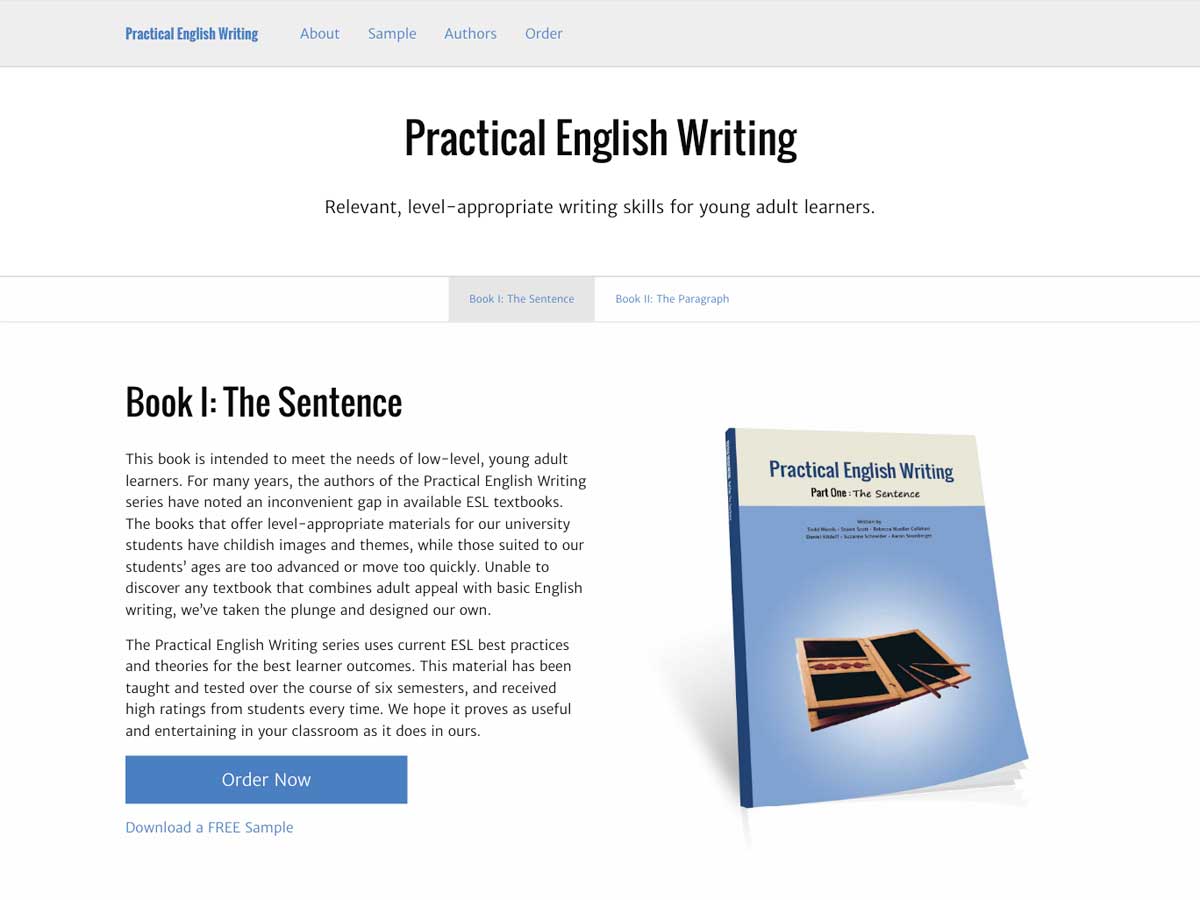 Practical English Writing About Sample Authors Order
Practical English Writing
Relevant, level-appropriate writing skills for young adult learners.
Book I: The Sentence Book II: The Paragraph
Book I: The Sentence
This book is intended to meet the needs of low-level, young adult
learners. For many years, the authors of the Practical English Writing
series have noted an inconvenient gap in available ESL textbooks.
The books that offer level-appropriate materials for our university
students have childish images and themes, while those suited to our
students’ ages are too advanced or move too quickly. Unable to
discover any textbook that combines adult appeal with basic English
writing, we’ve taken the plunge and designed our own.
The Practical English Writing series uses current ESL best practices
and theories for the best learner outcomes. This material has been
taught and tested over the course of six semesters, and received
high ratings from students every time. We hope it proves as useful
and entertaining in your classroom as it does in ours.
Order Now
Download a FREE Sample
Practical English Writing
Part One : The Sentence
Written by
Scott - Rebecca
Daniel - Suzanne Schneider - Aaron